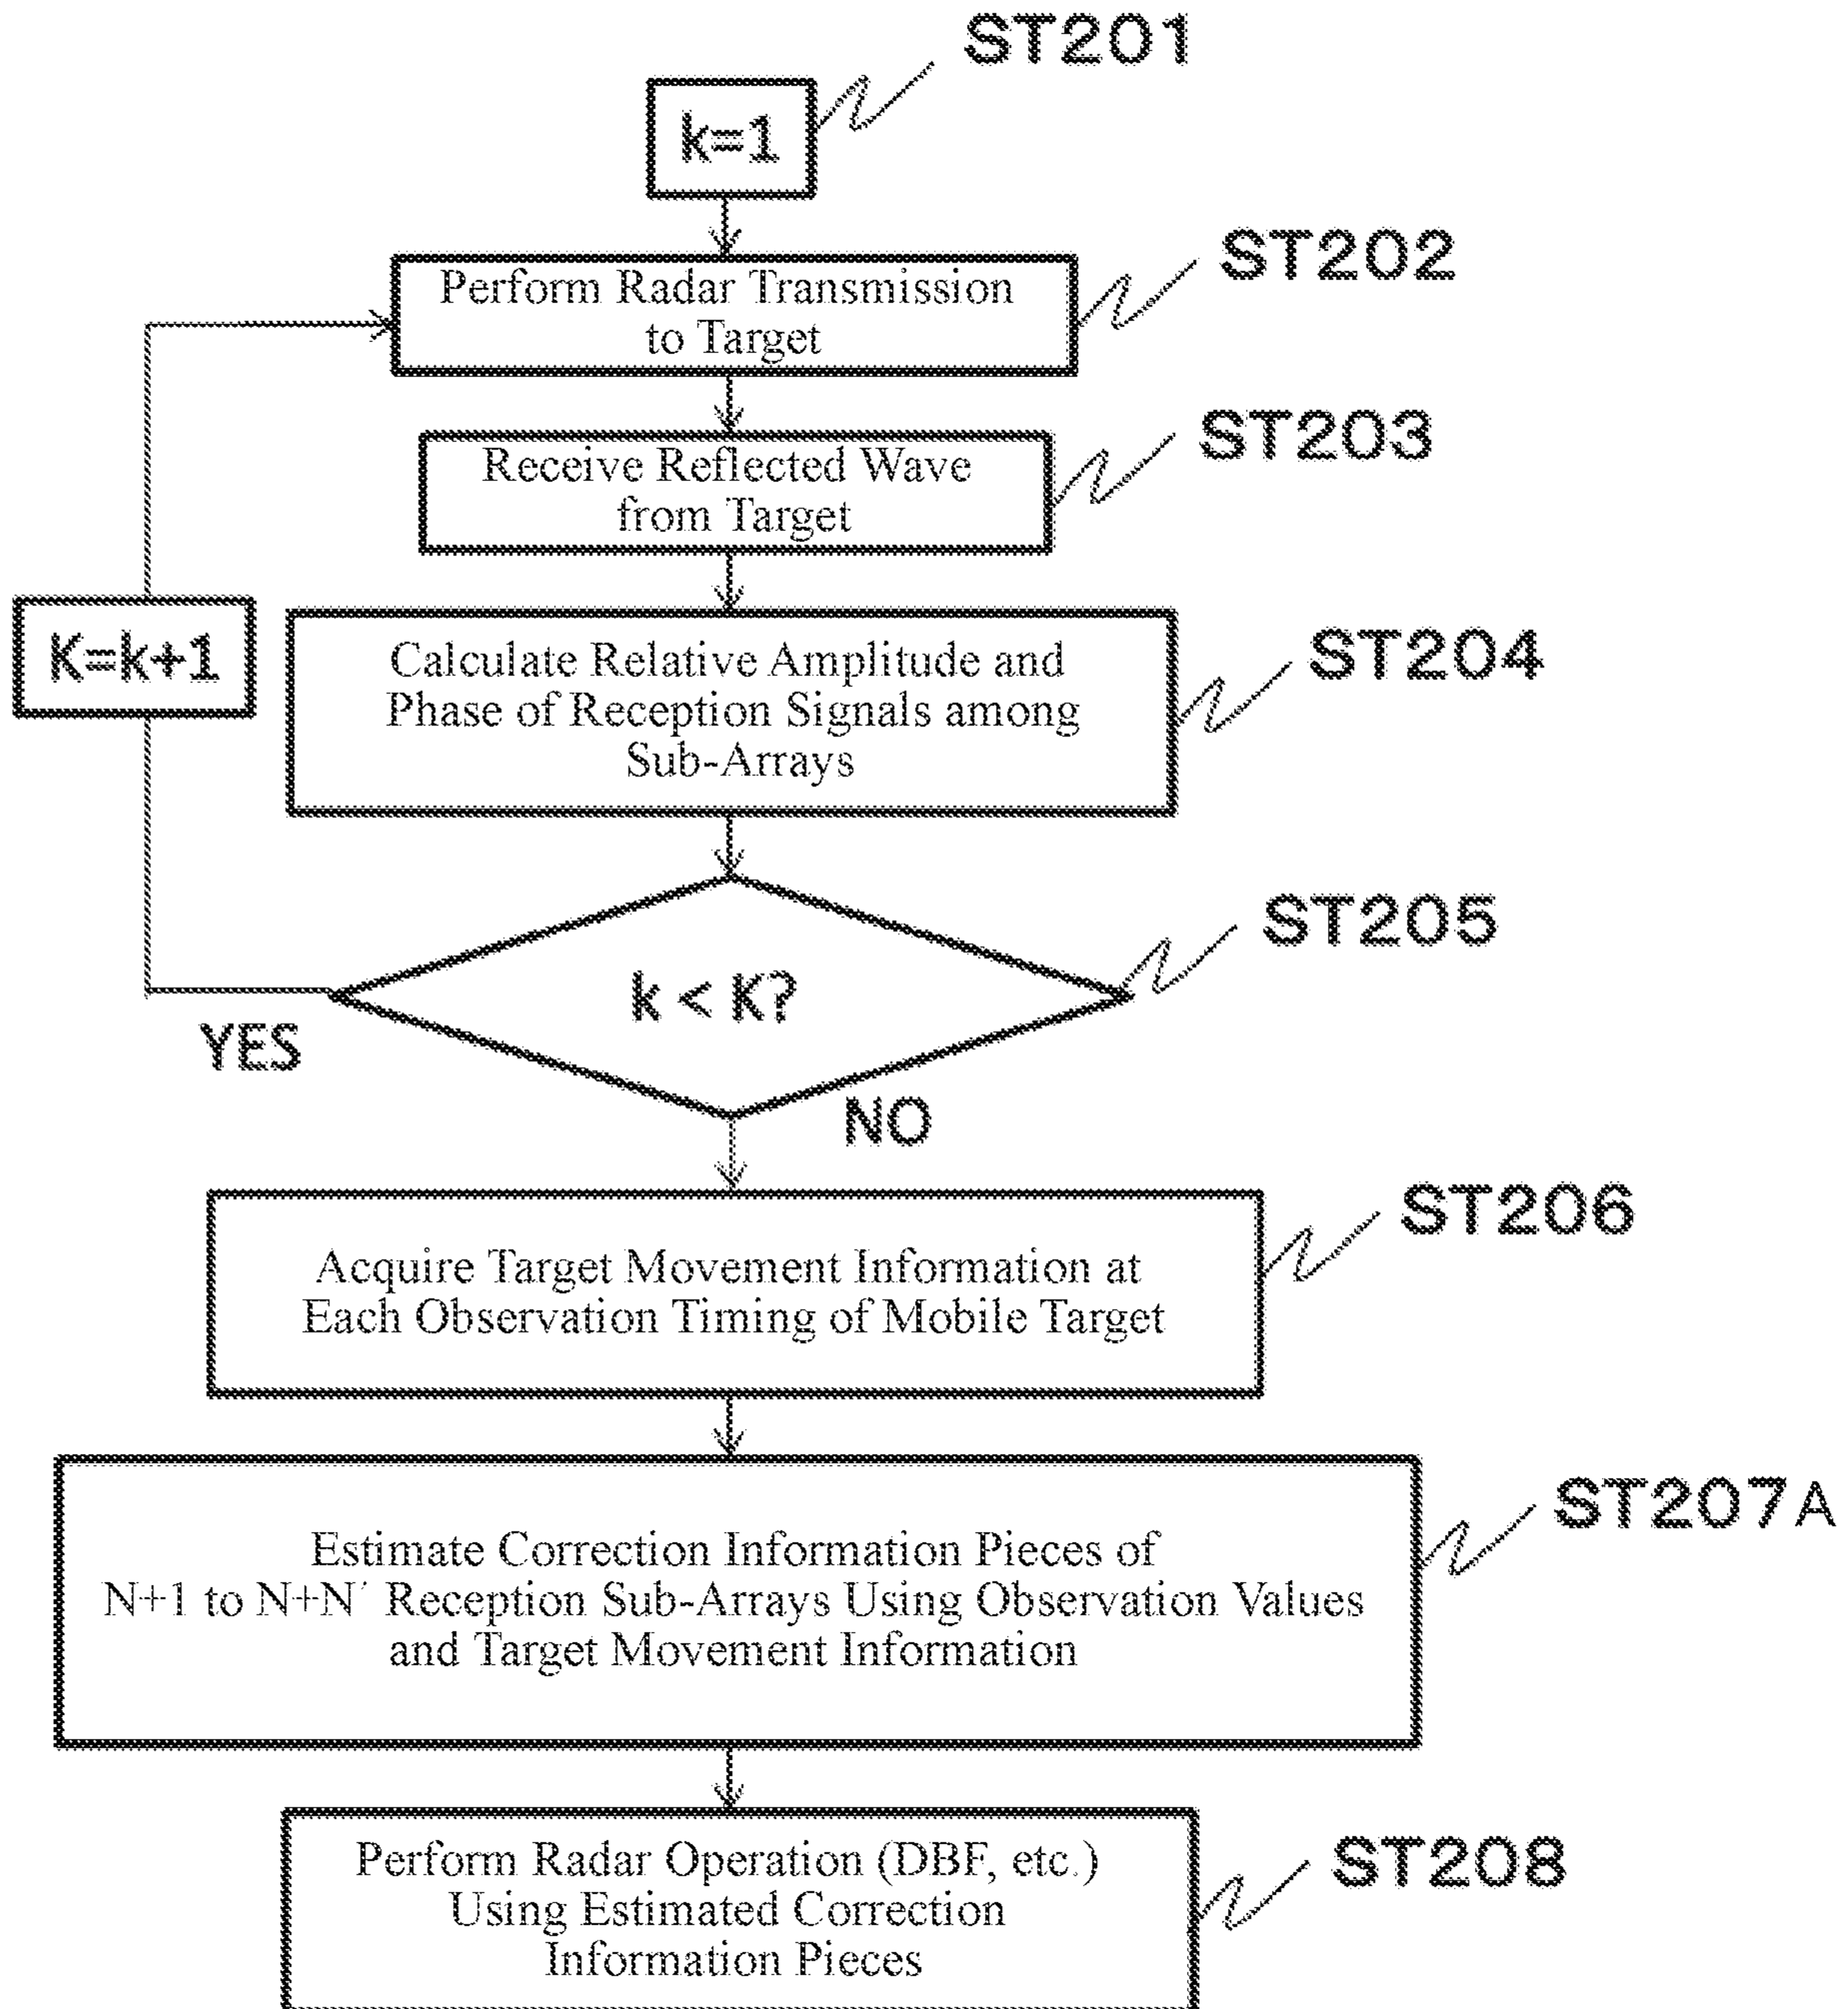 ST201
k=1
ST202
Perform Radar Transmission
to Target
ST203
Receive Reflected Wave
from Target
K=k+1
ST204
Calculate Relative Amplitude and
Phase of Reception Signals among
Sub-Arrays
ST205
k < K?
YES
NO
ST206
Acquire Target Movement Information at
Each Observation Timing of Mobile Target
ST207A
Estimate Correction Information Pieces of
N+1 to N+N´ Reception Sub-Arrays Using Observation Values
and Target Movement Information
ST208
Perform Radar Operation (DBF, etc.)
Using Estimated Correction
Information Pieces